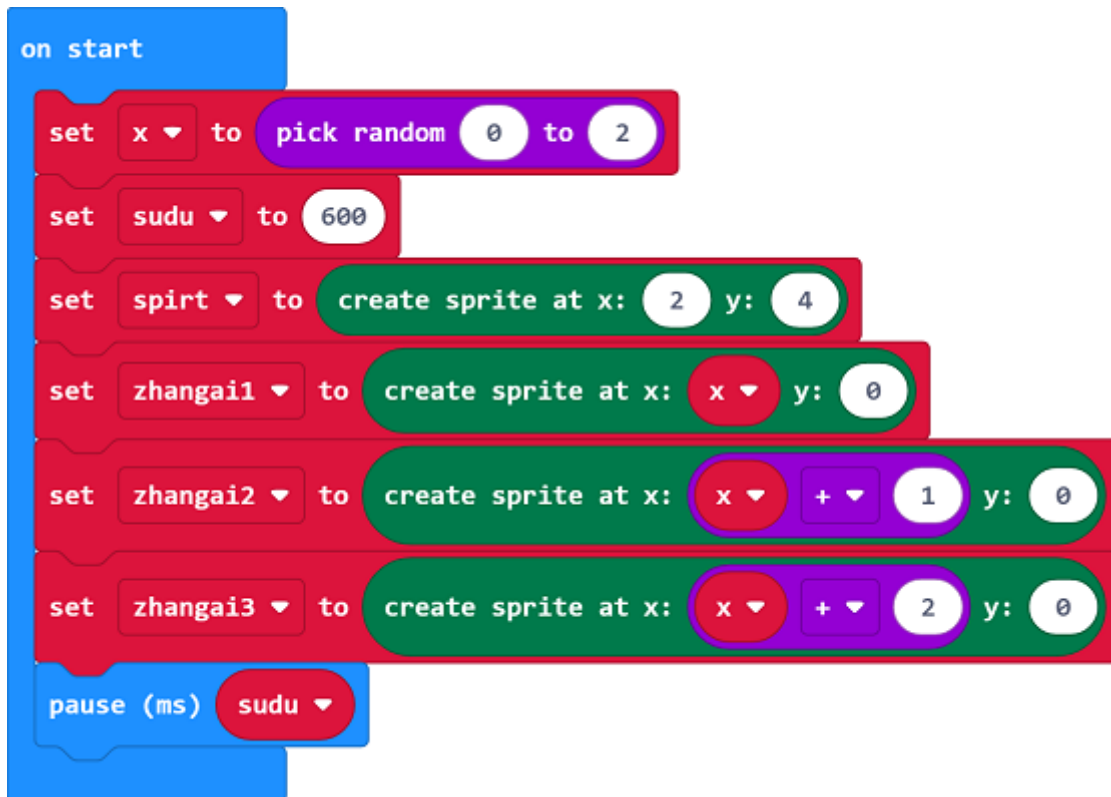 on start
set x to pick random 0 to 2
set sudu to 600
set spirt to create sprite at x: 2 y: 4
set zhangai1 to create sprite at x: x y: 0
set zhangai2 to create sprite at x: x + 1 y: 0
set zhangai3 to create sprite at x: x + 2 y: 0
pause (ms) sudu